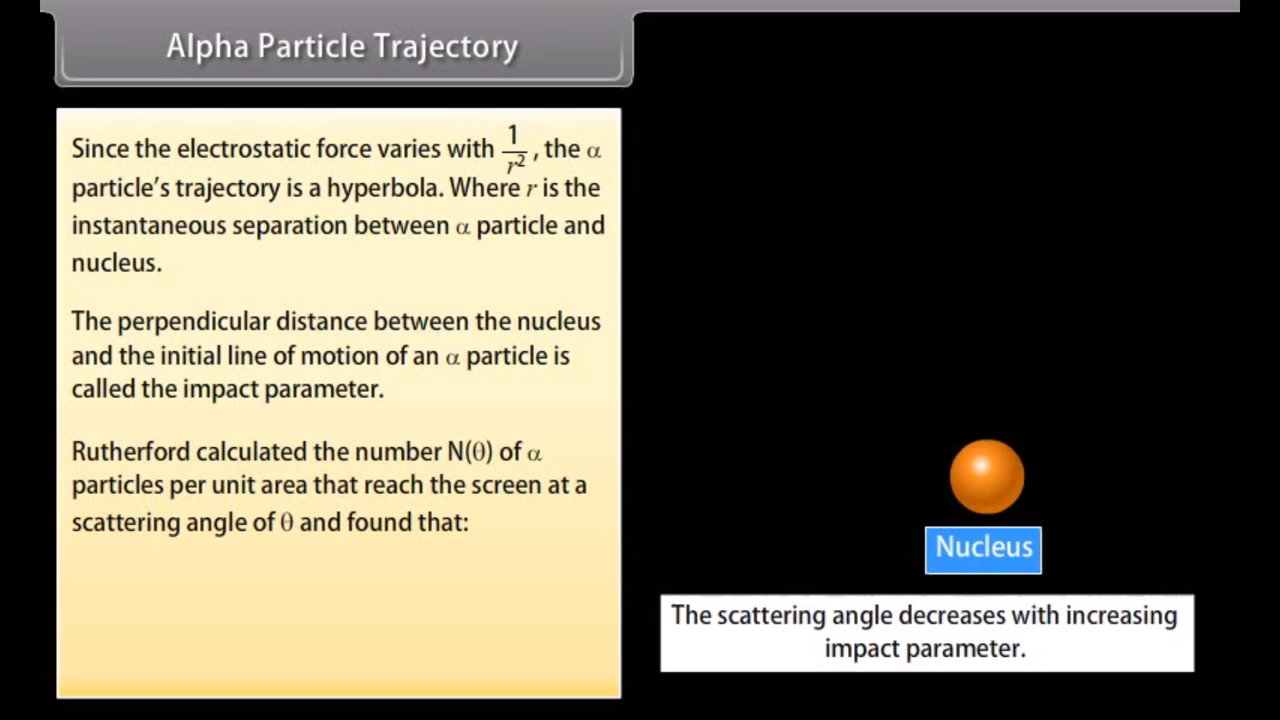 Alpha Particle Trajectory
Since the electrostatic force varies with 1/r², the α
particle's trajectory is a hyperbola. Where r is the
instantaneous separation between α particle and
nucleus.
The perpendicular distance between the nucleus
and the initial line of motion of an α particle is
called the impact parameter.
Rutherford calculated the number N(θ) of α
particles per unit area that reach the screen at a
scattering angle of θ and found that:
Nucleus
The scattering angle decreases with increasing
impact parameter.